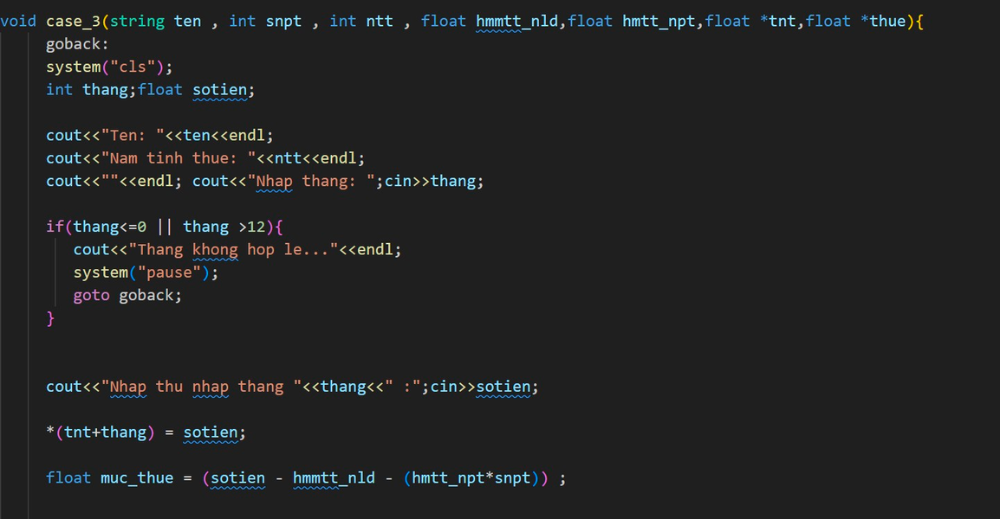 void case_3(string ten , int snpt , int ntt , float hmmtt_nld,float hmtt_npt,float *tnt,float *thue){
goback:
system("cls");
int thang;float sotien;
cout<<"Ten: "<<ten<<endl;
cout<<"Nam tinh thue: "<<ntt<<endl;
cout<<""<<endl; cout<<"Nhap thang: ";cin>>thang;
if(thang<=0 || thang >12){
cout<<"Thang khong hop le..."<<endl;
system("pause");
goto goback;
}
cout<<"Nhap thu nhap thang "<<thang<<" :";cin>>sotien;
*(tnt+thang) = sotien;
float muc_thue = (sotien - hmmtt_nld - (hmtt_npt*snpt)) ;